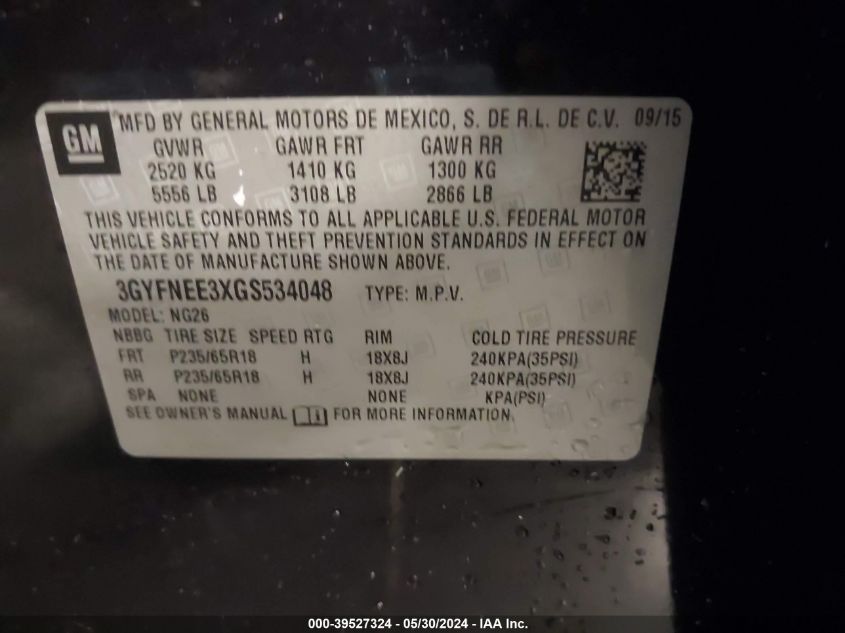 GM
MFD BY GENERAL MOTORS DE MEXICO, S. DE R.L. DE C.V. 09/15
GVWR GAWR FRT GAWR RR
2520 KG 1410 KG 1300 KG
5556 LB 3108 LB 2866 LB
THIS VEHICLE CONFORMS TO ALL APPLICABLE U.S. FEDERAL MOTOR
VEHICLE SAFETY AND THEFT PREVENTION STANDARDS IN EFFECT ON
THE DATE OF MANUFACTURE SHOWN ABOVE.
3GYFNEE3XGS534048 TYPE: M.P.V.
MODEL: NG26
NBBG TIRE SIZE SPEED RTG RIM COLD TIRE PRESSURE
FRT P235/65R18 H 18X8J 240KPA(35PSI)
RR P235/65R18 H 18X8J 240KPA(35PSI)
SPA NONE NONE KPA(PSI)
SEE OWNER'S MANUAL FOR MORE INFORMATION.
000-39527324 / 05/30/2024 - IAA Inc.